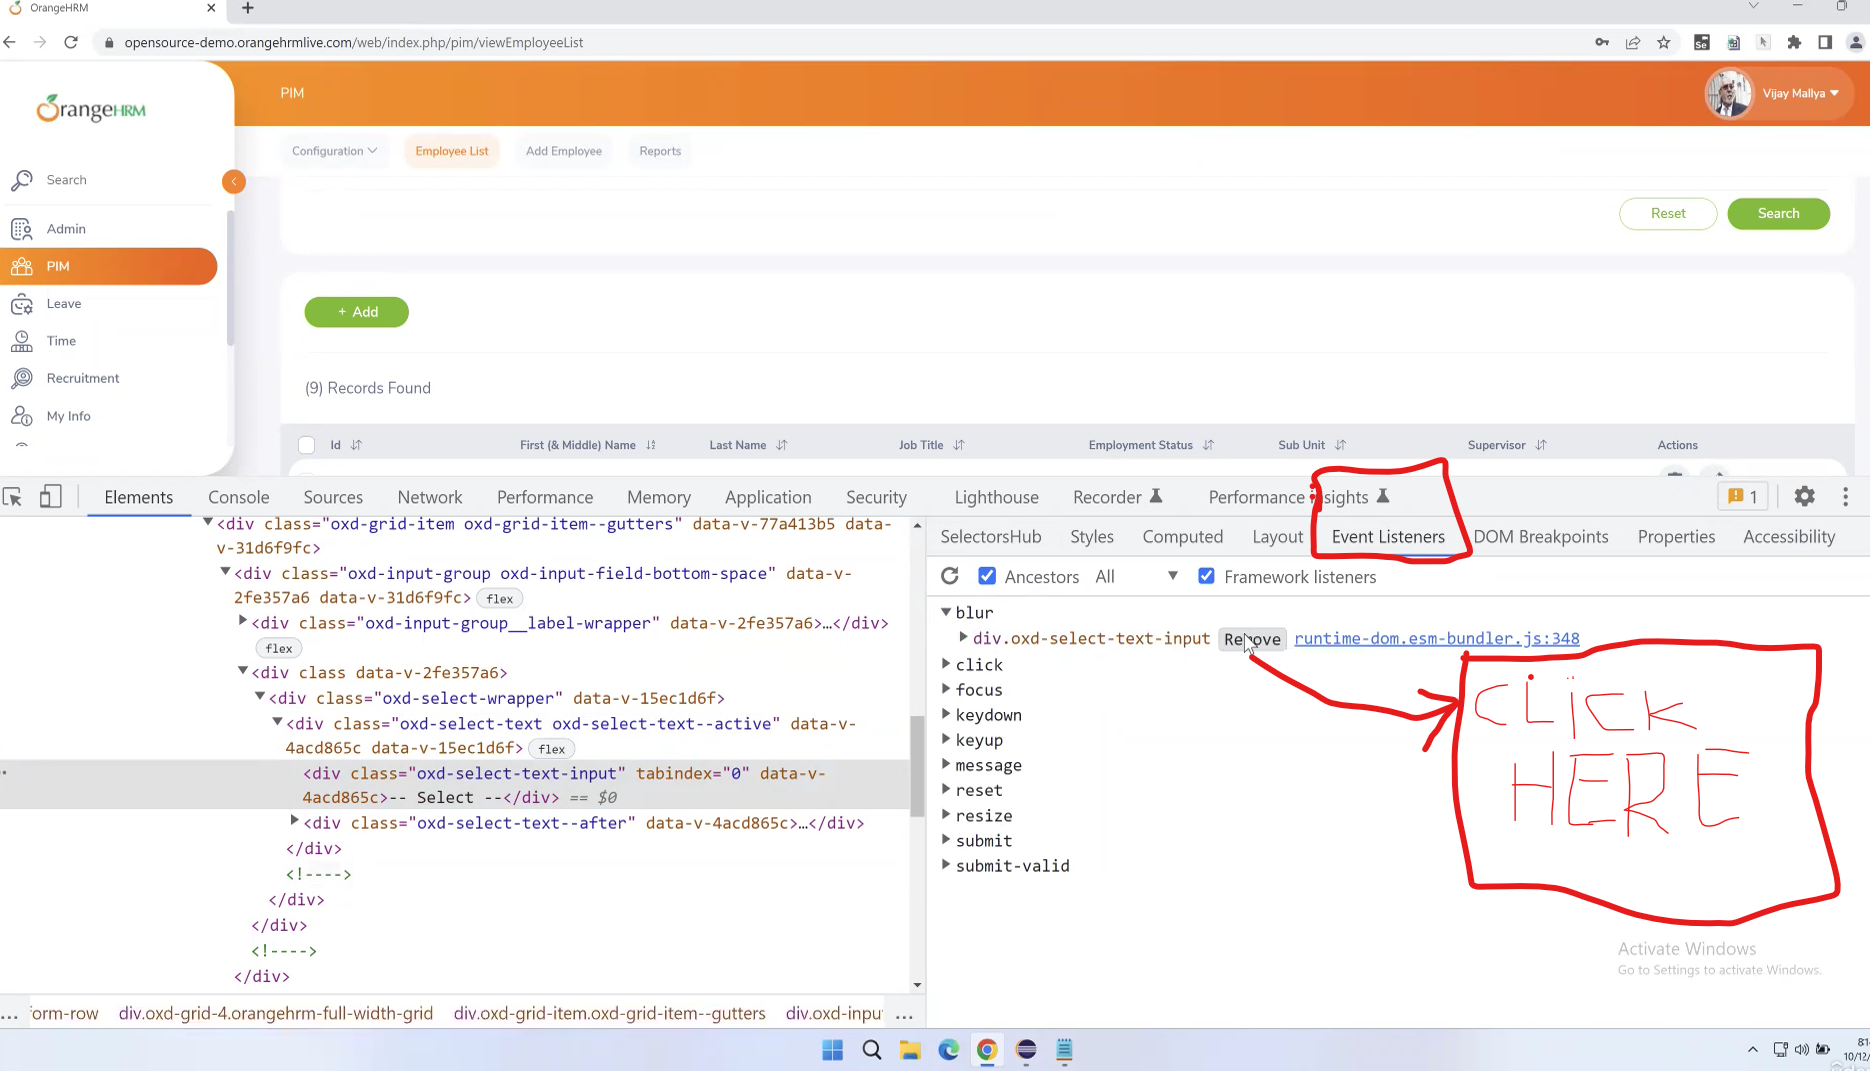 OrangeHRM
opensource-demo.orangehrmlive.com/web/index.php/pim/viewEmployeeList
OrangeHRM
PIM
Vijay Mallya
Configuration
Employee List
Add Employee
Reports
Search
Admin
PIM
Leave
Time
Recruitment
My Info
Reset
Search
+ Add
(9) Records Found
Id
First (& Middle) Name
Last Name
Job Title
Employment Status
Sub Unit
Supervisor
Actions
Elements Console Sources Network Performance Memory Application Security Lighthouse Recorder Performance Insights 1
<div class="oxd-grid-item oxd-grid-item--gutters" data-v-77a413b5 data-
v-31d6f9fc>
<div class="oxd-input-group oxd-input-field-bottom-space" data-v-
2fe357a6 data-v-31d6f9fc> flex
<div class="oxd-input-group__label-wrapper" data-v-2fe357a6>…</div>
flex
<div class data-v-2fe357a6>
<div class="oxd-select-wrapper" data-v-15ec1d6f>
<div class="oxd-select-text oxd-select-text--active" data-v-
4acd865c data-v-15ec1d6f> flex
<div class="oxd-select-text-input" tabindex="0" data-v-
4acd865c>-- Select --</div> == $0
<div class="oxd-select-text--after" data-v-4acd865c>…</div>
</div>
<!---->
</div>
</div>
<!---->
</div>
... form-row div.oxd-grid-4.orangehrm-full-width-grid div.oxd-grid-item.oxd-grid-item--gutters div.oxd-inpu ...
SelectorsHub Styles Computed Layout Event Listeners DOM Breakpoints Properties Accessibility
Ancestors All Framework listeners
blur
div.oxd-select-text-input Remove runtime-dom.esm-bundler.js:348
click
focus
keydown
keyup
message
reset
resize
submit
submit-valid
CLICK
HERE
Activate Windows
Go to Settings to activate Windows.